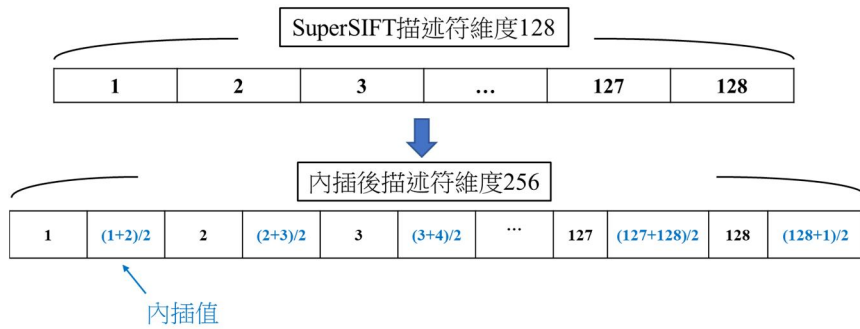 SuperSIFT描述符維度128
1 2 3 … 127 128
內插後描述符維度256
1 (1+2)/2 2 (2+3)/2 3 (3+4)/2 … 127 (127+128)/2 128 (128+1)/2
內插值